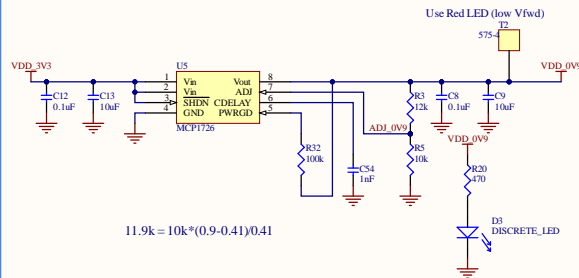 Use Red LED (low Vfwd)
T2
575-4
VDD_3V3
U5
VDD_0V9
1
Vin
Vout
8
C12
0.1uF
C13
10uF
2
Vin
ADJ
7
3
SHDN
CDELAY
6
4
GND
PWRGD
5
MCP1726
R3
12k
C8
0.1uF
C9
10uF
ADJ_0V9
VDD_0V9
R32
100k
R5
10k
C54
1nF
R20
470
D3
DISCRETE_LED
11.9k = 10k*(0.9-0.41)/0.41